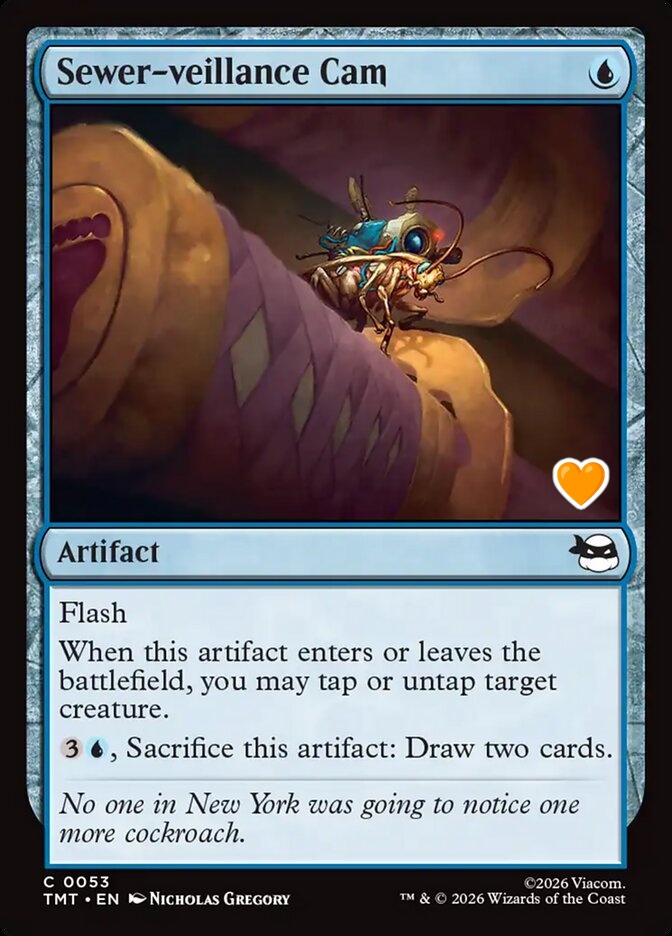 Sewer-veillance Cam
Artifact
Flash
When this artifact enters or leaves the
battlefield, you may tap or untap target
creature.
3, Sacrifice this artifact: Draw two cards.
No one in New York was going to notice one
more cockroach.
C 0053
TMT • EN Nicholas Gregory
©2026 Viacom.
™ & © 2026 Wizards of the Coast